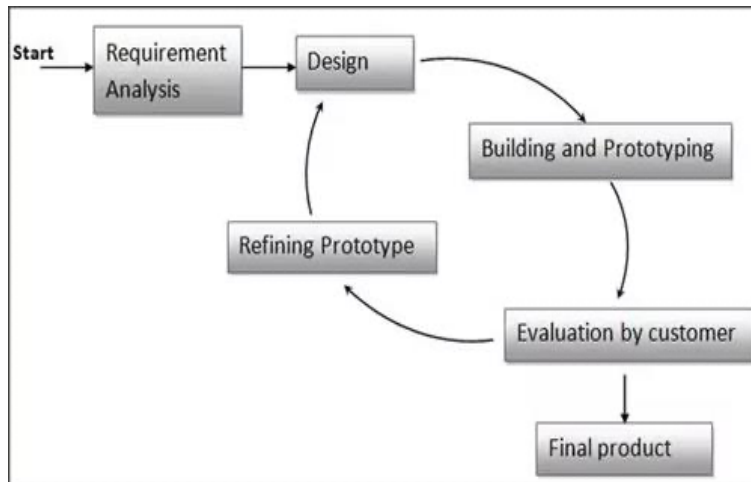 Start
Requirement
Analysis
Design
Building and Prototyping
Refining Prototype
Evaluation by customer
Final product